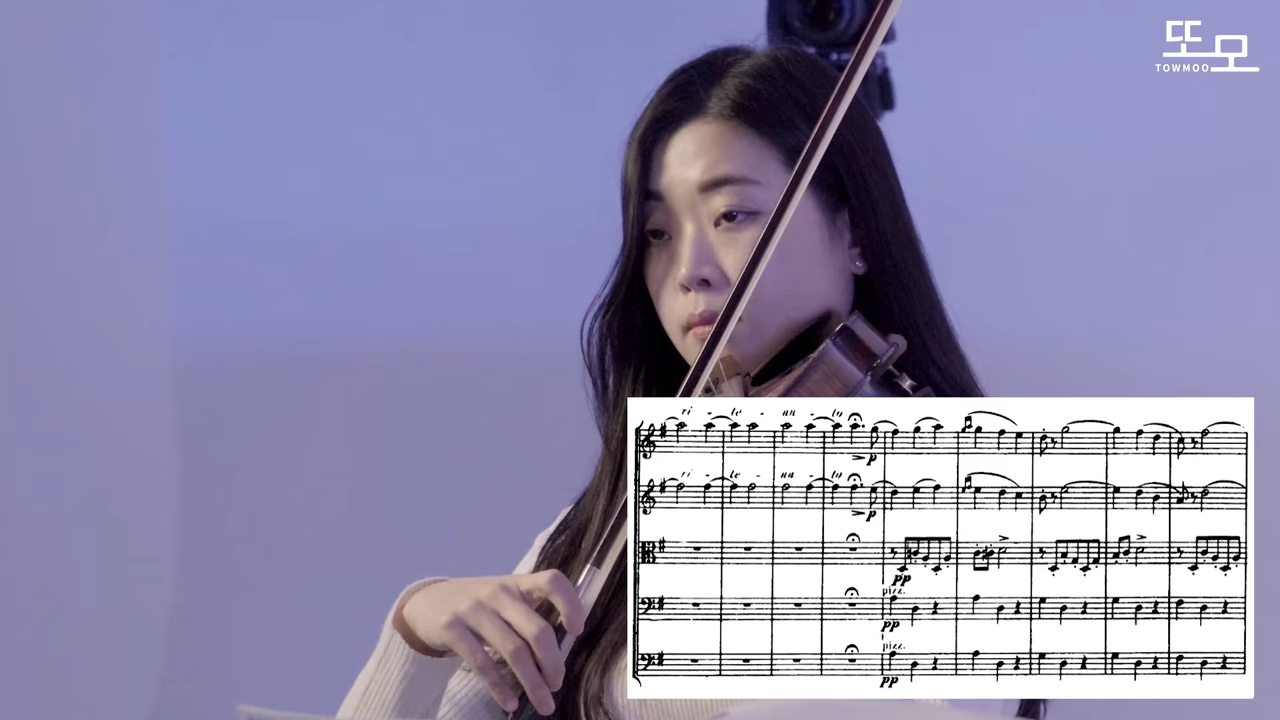 또모
TOWMOO
ri - te - nu - to
p
ri - te - nu - to
p
pp
pizz.
pp
pizz.
pp